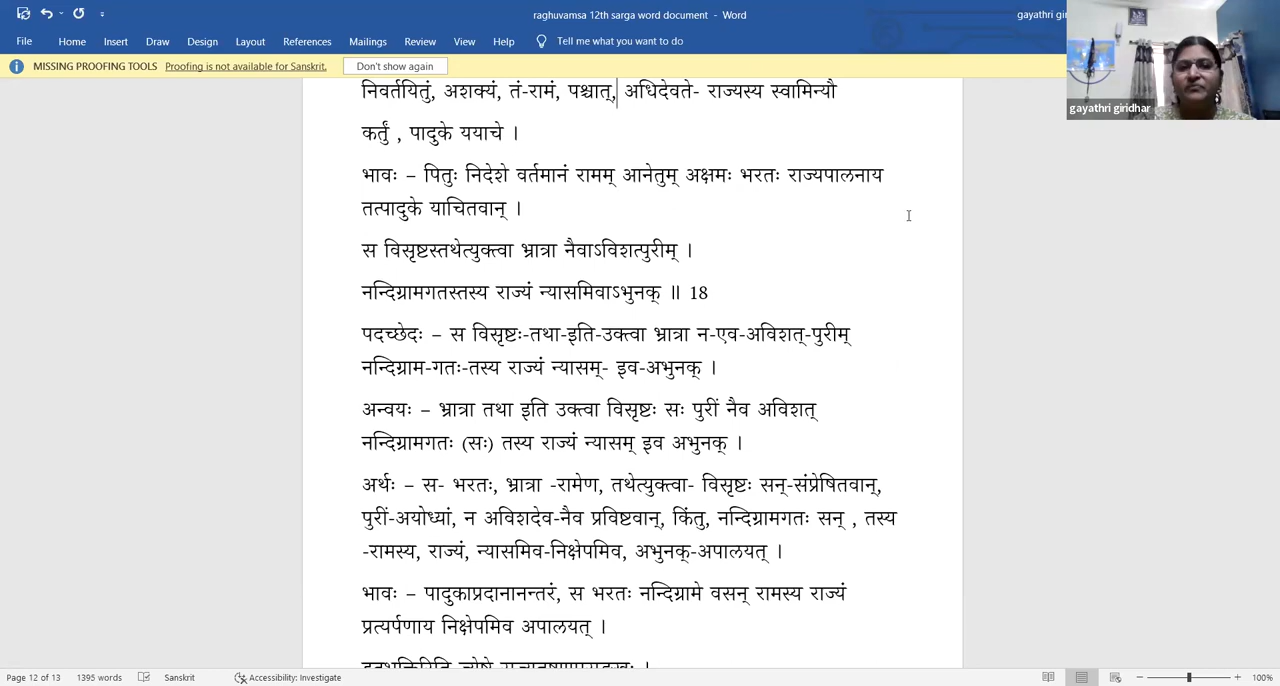 raghuvamsa 12th sarga word document - Word
gayathri gir
File Home Insert Draw Design Layout References Mailings Review View Help Tell me what you want to do
MISSING PROOFING TOOLS Proofing is not available for Sanskrit. Don't show again
gayathri giridhar
निवर्तयितुं, अशक्यं, तं-रामं, पश्चात्, अधिदेवते- राज्यस्य स्वामिन्यौ
कर्तुं , पादुके ययाचे ।
भावः – पितुः निदेशे वर्तमानं रामम् आनेतुम् अक्षमः भरतः राज्यपालनाय
तत्पादुके याचितवान् ।
स विसृष्टस्तथेत्युक्त्वा भ्रात्रा नैवाऽविशत्पुरीम् ।
नन्दिग्रामगतस्तस्य राज्यं न्यासमिवाऽभुनक् ॥ 18
पदच्छेदः – स विसृष्टः-तथा-इति-उक्त्वा भ्रात्रा न-एव-अविशत्-पुरीम्
नन्दिग्राम-गतः-तस्य राज्यं न्यासम्- इव-अभुनक् ।
अन्वयः – भ्रात्रा तथा इति उक्त्वा विसृष्टः सः पुरीं नैव अविशत्
नन्दिग्रामगतः (सः) तस्य राज्यं न्यासम् इव अभुनक् ।
अर्थः – स- भरतः, भ्रात्रा -रामेण, तथेत्युक्त्वा- विसृष्टः सन्-संप्रेषितवान्,
पुरीं-अयोध्यां, न अविशदेव-नैव प्रविष्टवान्, किंतु, नन्दिग्रामगतः सन् , तस्य
-रामस्य, राज्यं, न्यासमिव-निक्षेपमिव, अभुनक्-अपालयत् ।
भावः – पादुकाप्रदानानन्तरं, स भरतः नन्दिग्रामे वसन् रामस्य राज्यं
प्रत्यर्पणाय निक्षेपमिव अपालयत् ।
Page 12 of 13 1395 words Sanskrit Accessibility: Investigate 100%